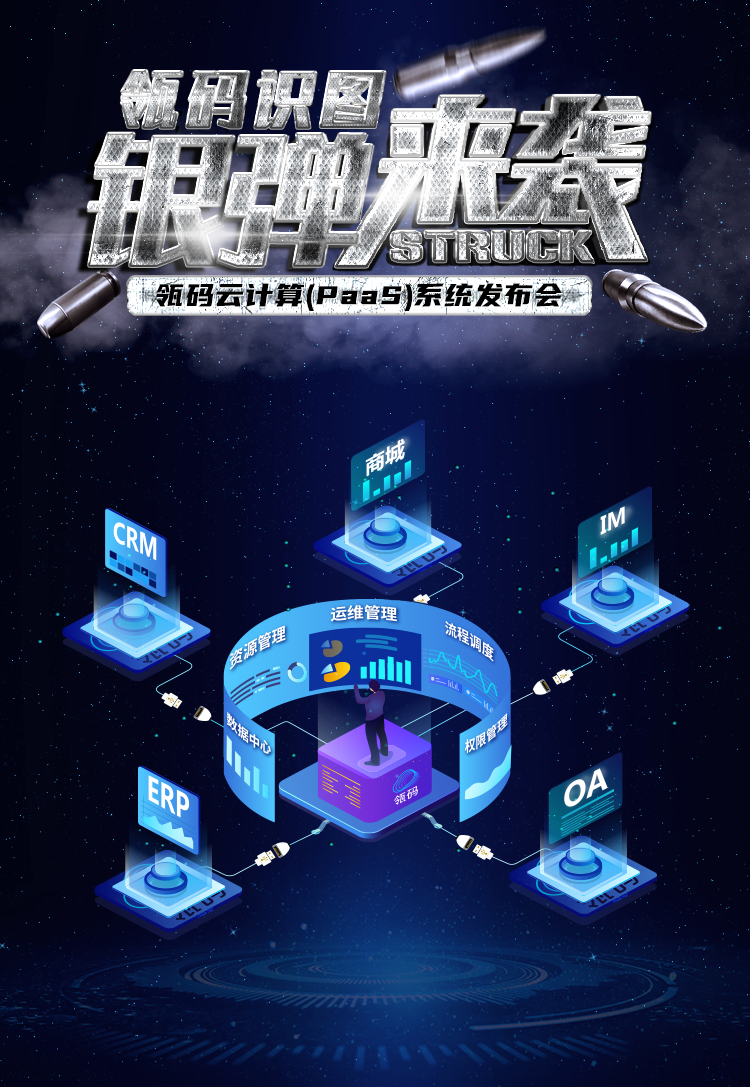 瓴码识图
银弹来袭
STRUCK
瓴码云计算(PaaS)系统发布会
商城
IM
CRM
运维管理
资源管理
流程调度
数据中心
权限管理
瓴码
ERP
OA